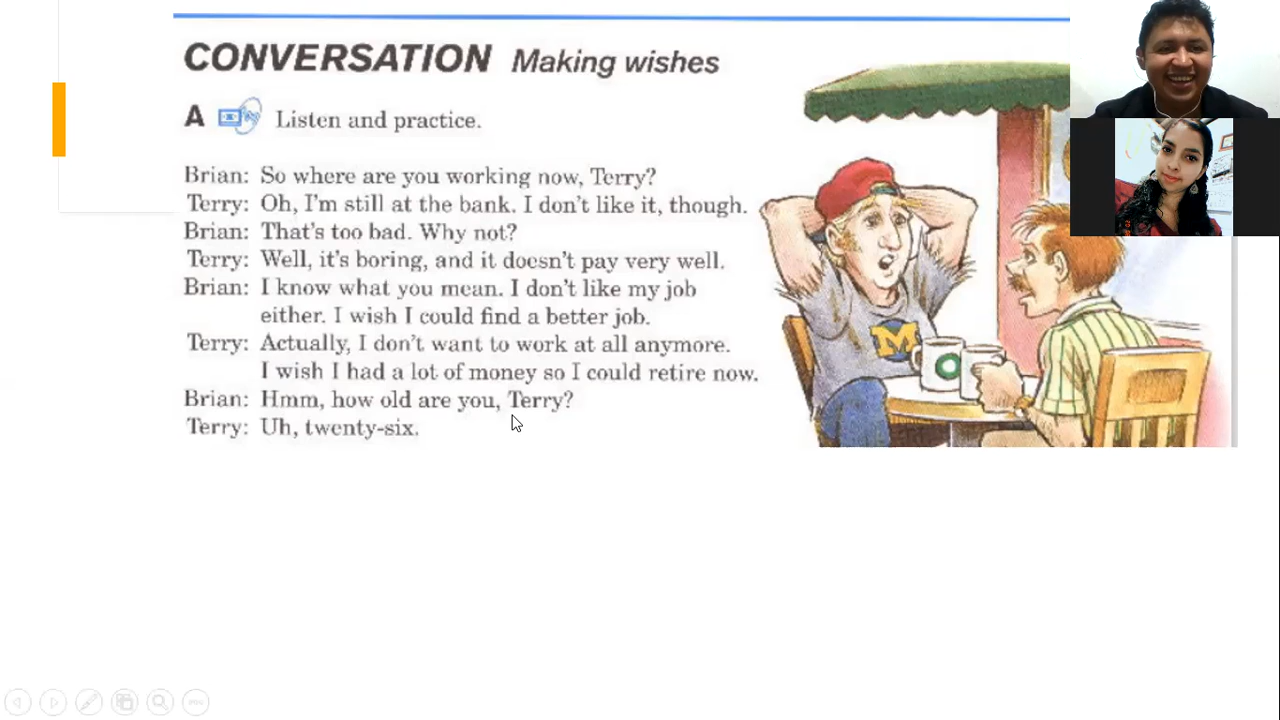 CONVERSATION Making wishes
A Listen and practice.
Brian: So where are you working now, Terry?
Terry: Oh, I'm still at the bank. I don't like it, though.
Brian: That's too bad. Why not?
Terry: Well, it's boring, and it doesn't pay very well.
Brian: I know what you mean. I don't like my job
either. I wish I could find a better job.
Terry: Actually, I don't want to work at all anymore.
I wish I had a lot of money so I could retire now.
Brian: Hmm, how old are you, Terry?
Terry: Uh, twenty-six.
M